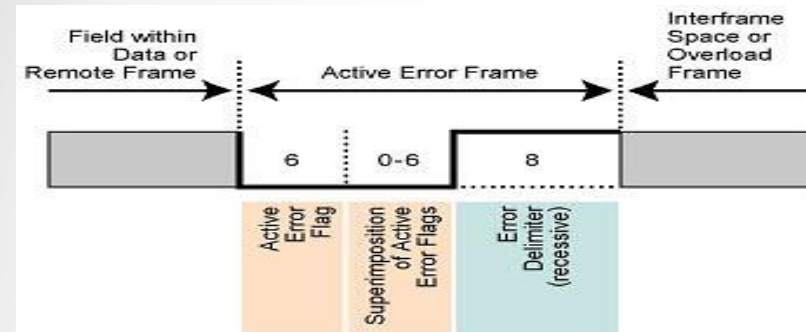 Field within
Data or
Remote Frame
Active Error Frame
Interframe
Space or
Overload
Frame
6
0-6
8
Active
Error
Flag
Superimposition
of Active
Error Flags
Error
Delimiter
(recessive)